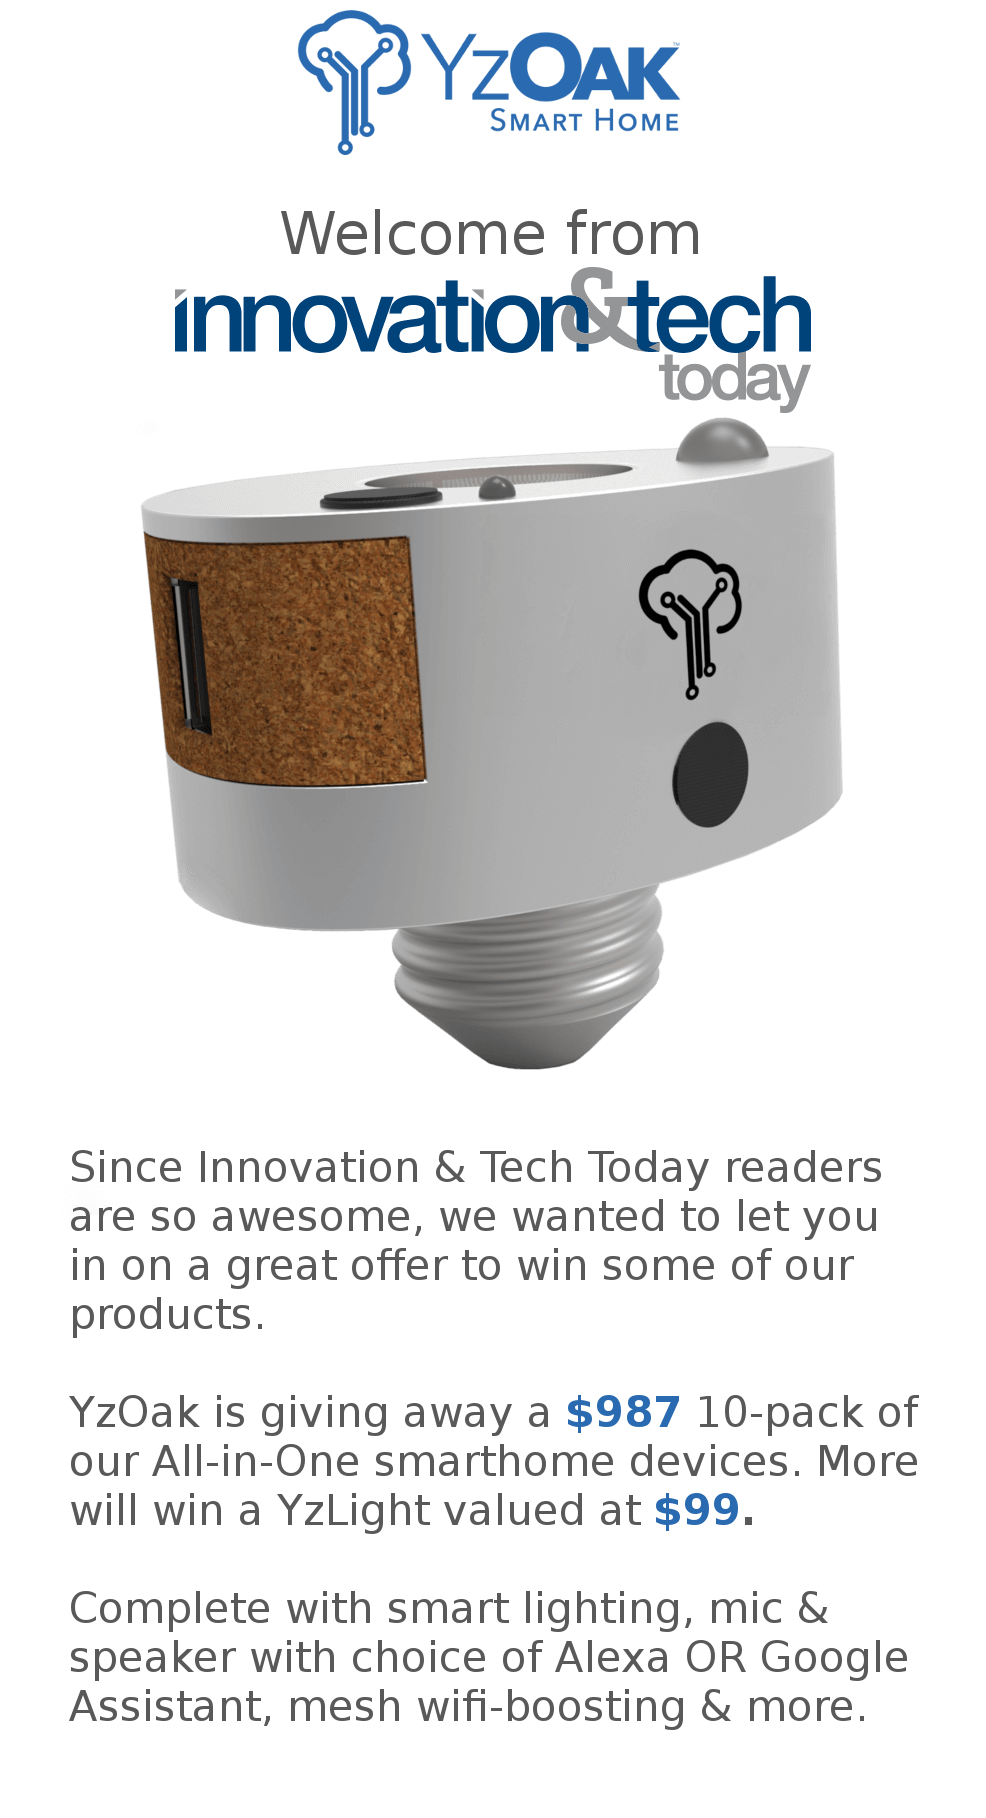 YzOak™
Smart Home
Welcome from
innovation&tech
today
Since Innovation & Tech Today readers
are so awesome, we wanted to let you
in on a great offer to win some of our
products.
YzOak is giving away a $987 10-pack of
our All-in-One smarthome devices. More
will win a YzLight valued at $99.
Complete with smart lighting, mic &
speaker with choice of Alexa OR Google
Assistant, mesh wifi-boosting & more.